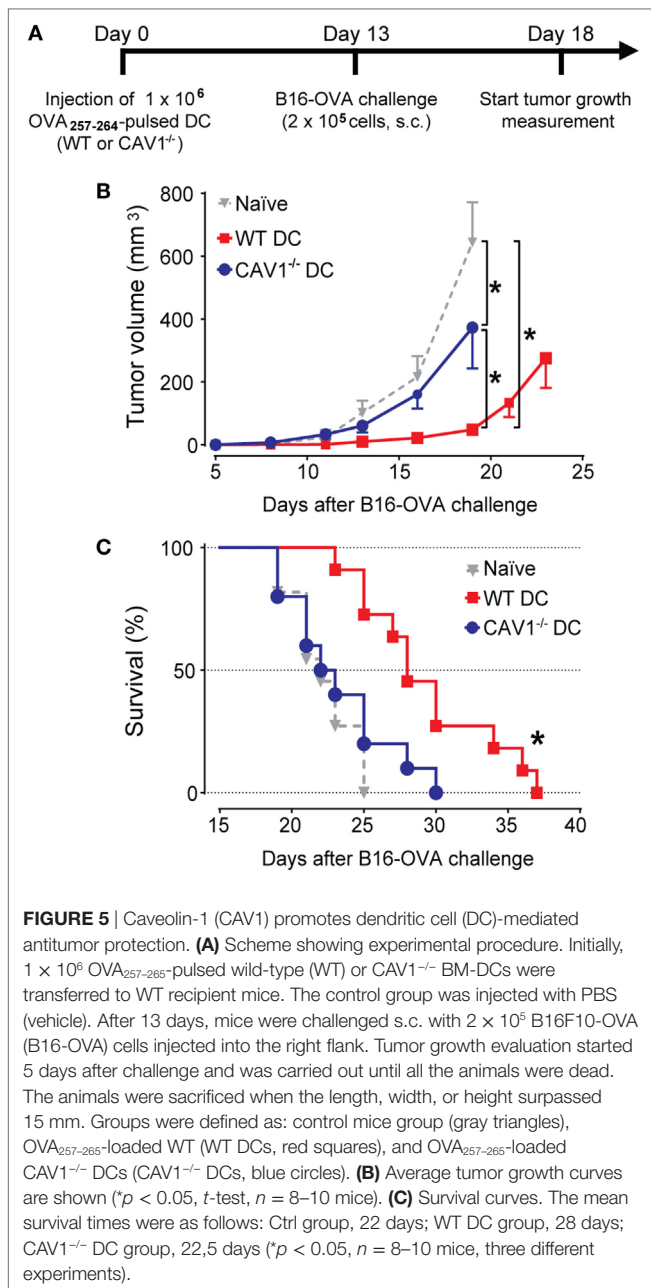 A
Day 0 Day 13 Day 18
Injection of 1 x 10⁶ B16-OVA challenge Start tumor growth
OVA₂₅₇₋₂₆₄-pulsed DC (2 x 10⁵ cells, s.c.) measurement
(WT or CAV1⁻/⁻)
B
Tumor volume (mm³)
800
600
400
200
0
Naïve
WT DC
CAV1⁻/⁻ DC
*
*
*
5 10 15 20 25
Days after B16-OVA challenge
C
Survival (%)
100
50
0
Naïve
WT DC
CAV1⁻/⁻ DC
*
15 20 25 30 35 40
Days after B16-OVA challenge
FIGURE 5 | Caveolin-1 (CAV1) promotes dendritic cell (DC)-mediated
antitumor protection. (A) Scheme showing experimental procedure. Initially,
1 × 10⁶ OVA₂₅₇₋₂₆₅-pulsed wild-type (WT) or CAV1⁻/⁻ BM-DCs were
transferred to WT recipient mice. The control group was injected with PBS
(vehicle). After 13 days, mice were challenged s.c. with 2 × 10⁵ B16F10-OVA
(B16-OVA) cells injected into the right flank. Tumor growth evaluation started
5 days after challenge and was carried out until all the animals were dead.
The animals were sacrificed when the length, width, or height surpassed
15 mm. Groups were defined as: control mice group (gray triangles),
OVA₂₅₇₋₂₆₅-loaded WT (WT DCs, red squares), and OVA₂₅₇₋₂₆₅-loaded
CAV1⁻/⁻ DCs (CAV1⁻/⁻ DCs, blue circles). (B) Average tumor growth curves
are shown (*p < 0.05, t-test, n = 8–10 mice). (C) Survival curves. The mean
survival times were as follows: Ctrl group, 22 days; WT DC group, 28 days;
CAV1⁻/⁻ DC group, 22,5 days (*p < 0.05, n = 8–10 mice, three different
experiments).